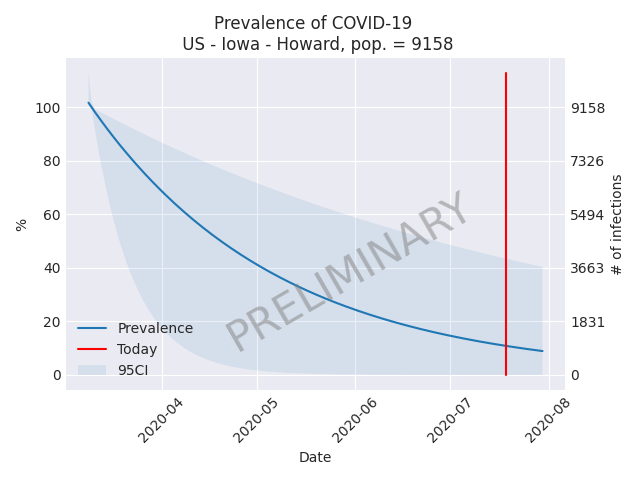 Prevalence of COVID-19
US - Iowa - Howard, pop. = 9158
100
80
60
40
20
0
%
9158
7326
5494
3663
1831
0
# of infections
PRELIMINARY
Prevalence
Today
95CI
2020-04
2020-05
2020-06
2020-07
2020-08
Date